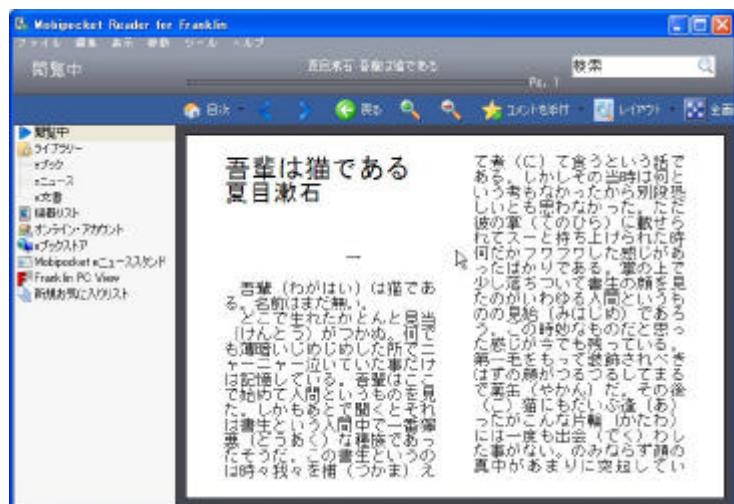 Mobipocket Reader for Franklin
ファイル 編集 表示 移動 ツール ヘルプ
閲覧中
夏目漱石 吾輩は猫である
Pg. 1
検索
目次
戻る
コメントを添付
レイアウト
全画
閲覧中
ライブラリー
eブック
eニュース
e文書
検索リスト
オンライン・アカウント
eブックストア
Mobipocket eニューススタンド
Franklin PC View
新規お気に入りリスト
吾輩は猫である
夏目漱石
一
吾輩（わがはい）は猫であ
る。名前はまだ無い。
どこで生れたかとんと見当
（けんとう）がつかぬ。何で
も薄暗いじめじめした所でニ
ャーニャー泣いていた事だけ
は記憶している。吾輩はここ
で始めて人間というものを見
た。しかもあとで聞くとそれ
は書生という人間中で一番獰
悪（どうあく）な種族であっ
たそうだ。この書生というの
は時々我々を捕（つかま）え
て煮（に）て食うという話で
ある。しかしその当時は何と
いう考もなかったから別段恐
しいとも思わなかった。ただ
彼の掌（てのひら）に載せら
れてスーと持ち上げられた時
何だかフワフワした感じがあ
ったばかりである。掌の上で
少し落ちついて書生の顔を見
たのがいわゆる人間というも
のの見始（みはじめ）であろ
う。この時妙なものだと思っ
た感じが今でも残っている。
第一毛をもって装飾されべき
はずの顔がつるつるしてまる
で薬缶（やかん）だ。その後
（ご）猫にもだいぶ逢（あ）
ったがこんな片輪（かたわ）
には一度も出会（でく）わし
た事がない。のみならず顔の
真中があまりに突起してい